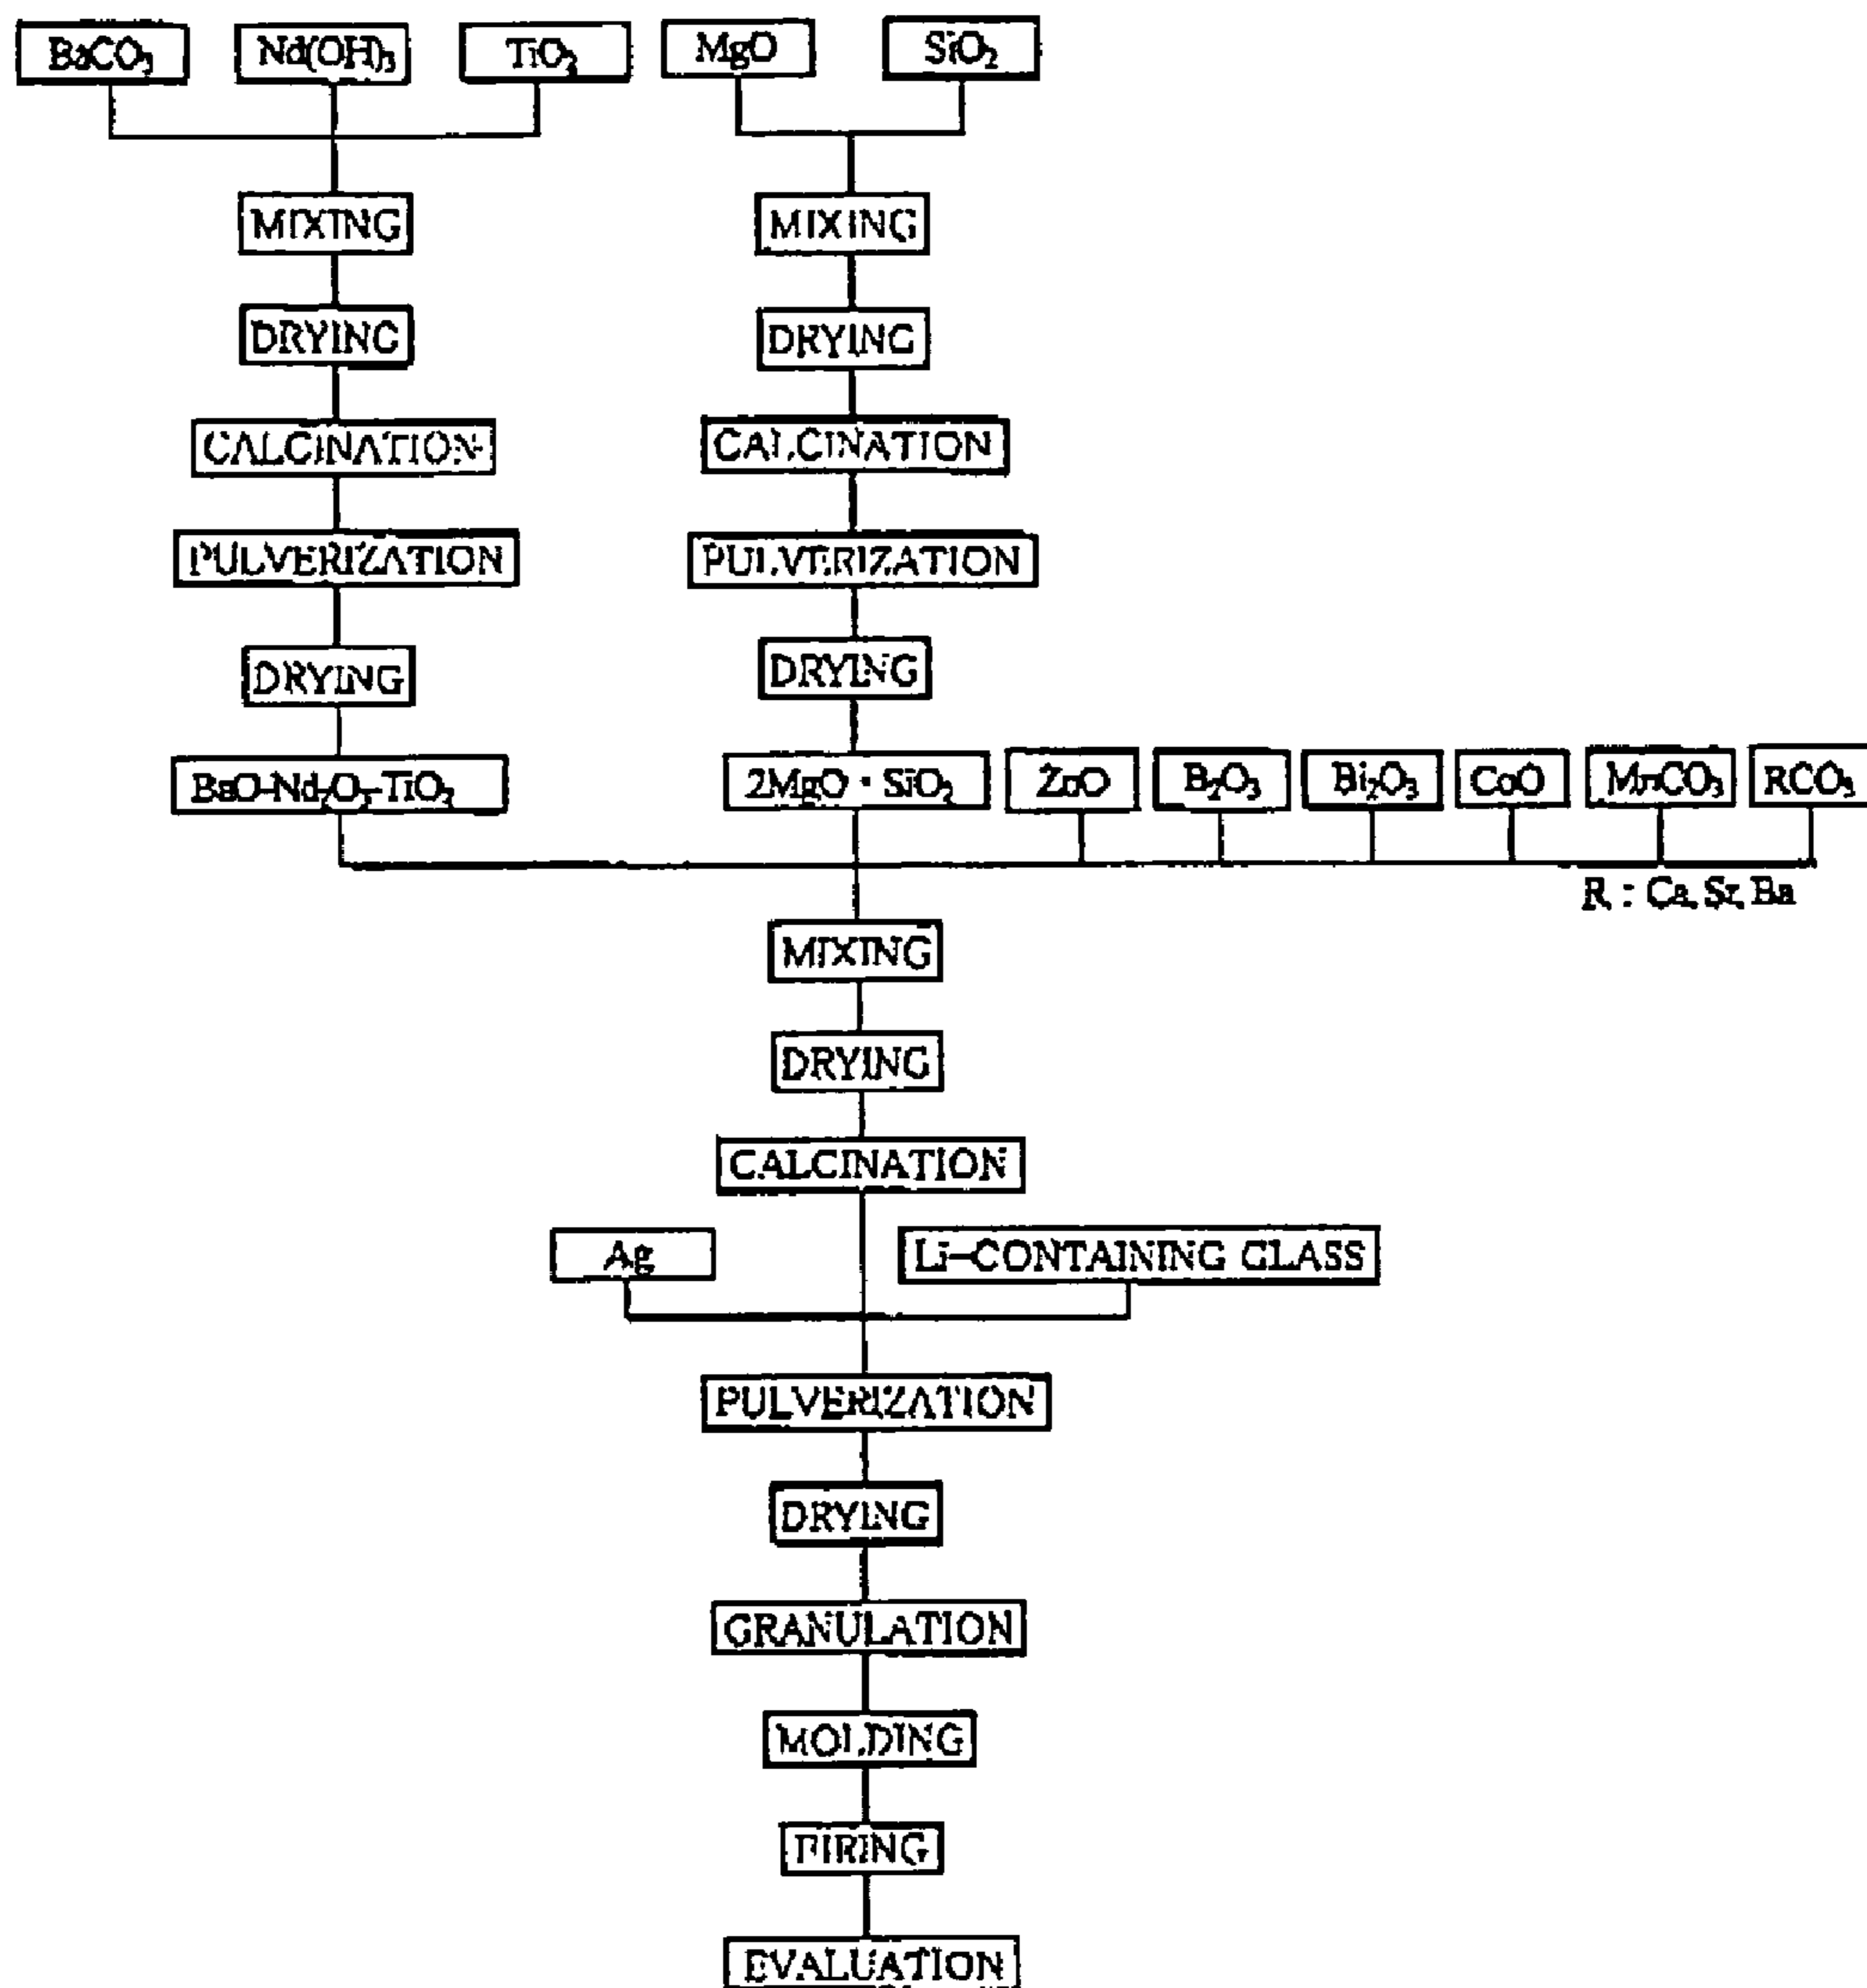 BaCO₃ Nd(OH)₃ TiO₂ MgO SiO₂
MIXING MIXING
DRYING DRYING
CALCINATION CALCINATION
PULVERIZATION PULVERIZATION
DRYING DRYING
BaO-Nd₂O₃-TiO₂ 2MgO・SiO₂ ZnO B₂O₃ Bi₂O₃ CoO MnCO₃ RCO₃
R : Ca, Sr, Ba
MIXING
DRYING
CALCINATION
Ag Li-CONTAINING GLASS
PULVERIZATION
DRYING
GRANULATION
MOLDING
FIRING
EVALUATION